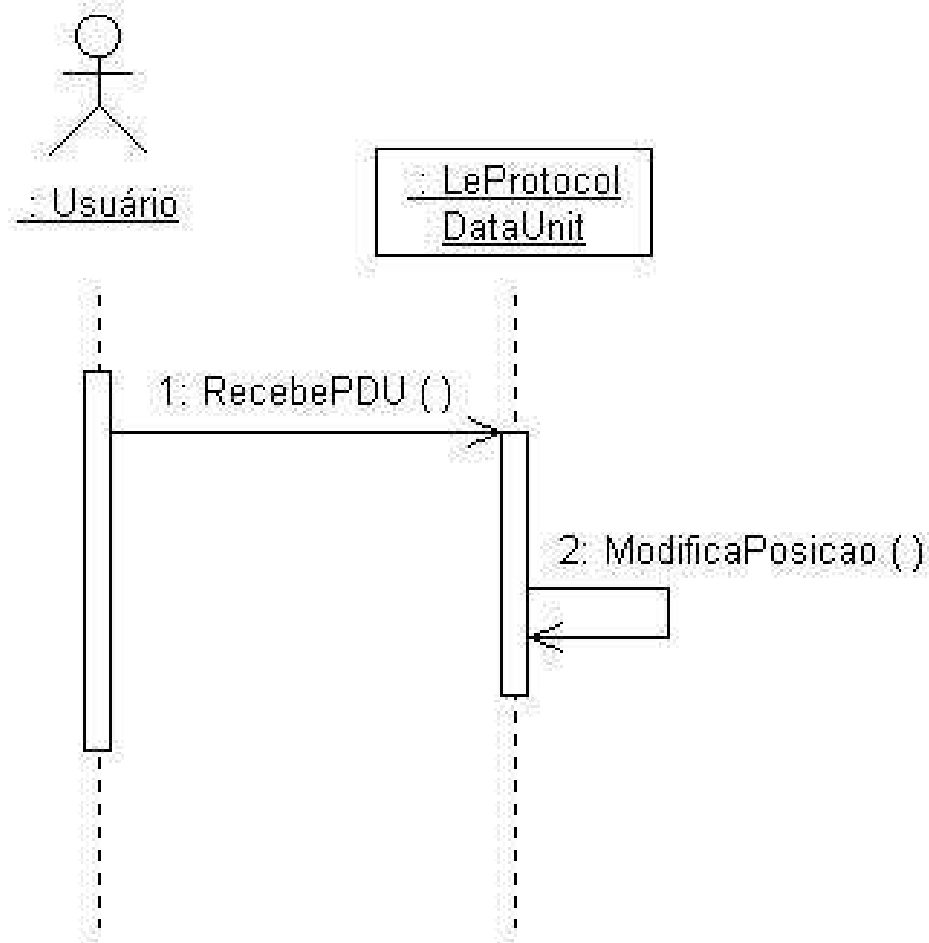 : Usuário
: LeProtocol
DataUnit
1: RecebePDU ( )
2: ModificaPosicao ( )